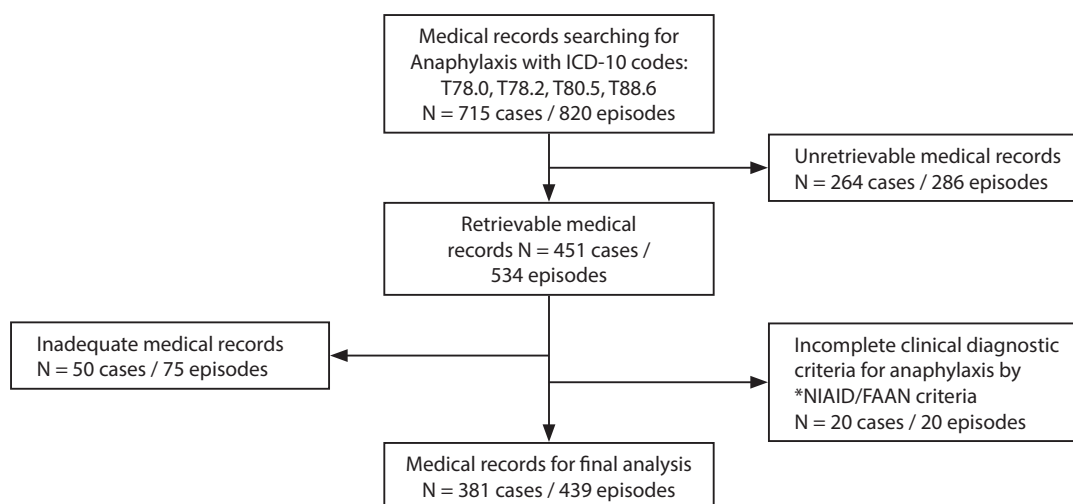 Medical records searching for
Anaphylaxis with ICD-10 codes:
T78.0, T78.2, T80.5, T88.6
N = 715 cases / 820 episodes
Unretrievable medical records
N = 264 cases / 286 episodes
Retrievable medical
records N = 451 cases /
534 episodes
Inadequate medical records
N = 50 cases / 75 episodes
Incomplete clinical diagnostic
criteria for anaphylaxis by
*NIAID/FAAN criteria
N = 20 cases / 20 episodes
Medical records for final analysis
N = 381 cases / 439 episodes